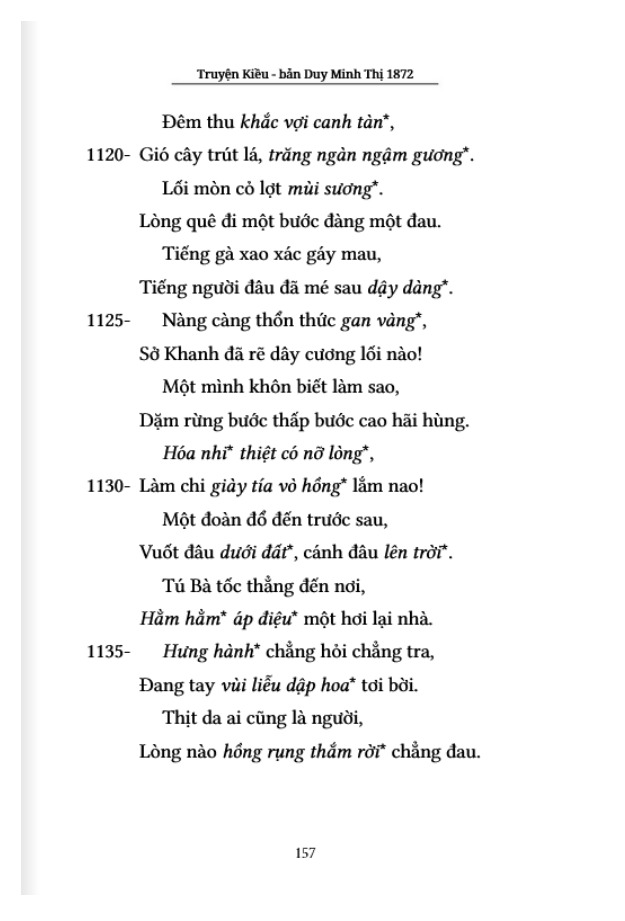 Truyện Kiều - bản Duy Minh Thị 1872
Đêm thu khắc vợi canh tàn*,
1120- Gió cây trút lá, trăng ngàn ngậm gương*.
Lối mòn cỏ lợt mùi sương*.
Lòng quê đi một bước đàng một đau.
Tiếng gà xao xác gáy mau,
Tiếng người đâu đã mé sau dậy dàng*.
1125- Nàng càng thổn thức gan vàng*,
Sở Khanh đã rẽ dây cương lối nào!
Một mình khôn biết làm sao,
Dặm rừng bước thấp bước cao hãi hùng.
Hóa nhi* thiệt có nỡ lòng*,
1130- Làm chi giày tía vò hồng* lắm nao!
Một đoàn đổ đến trước sau,
Vuốt đâu dưới đất*, cánh đâu lên trời*.
Tú Bà tốc thẳng đến nơi,
Hằm hằm* áp điệu* một hơi lại nhà.
1135- Hưng hành* chẳng hỏi chẳng tra,
Đang tay vùi liễu dập hoa* tơi bời.
Thịt da ai cũng là người,
Lòng nào hồng rụng thắm rời* chẳng đau.
157